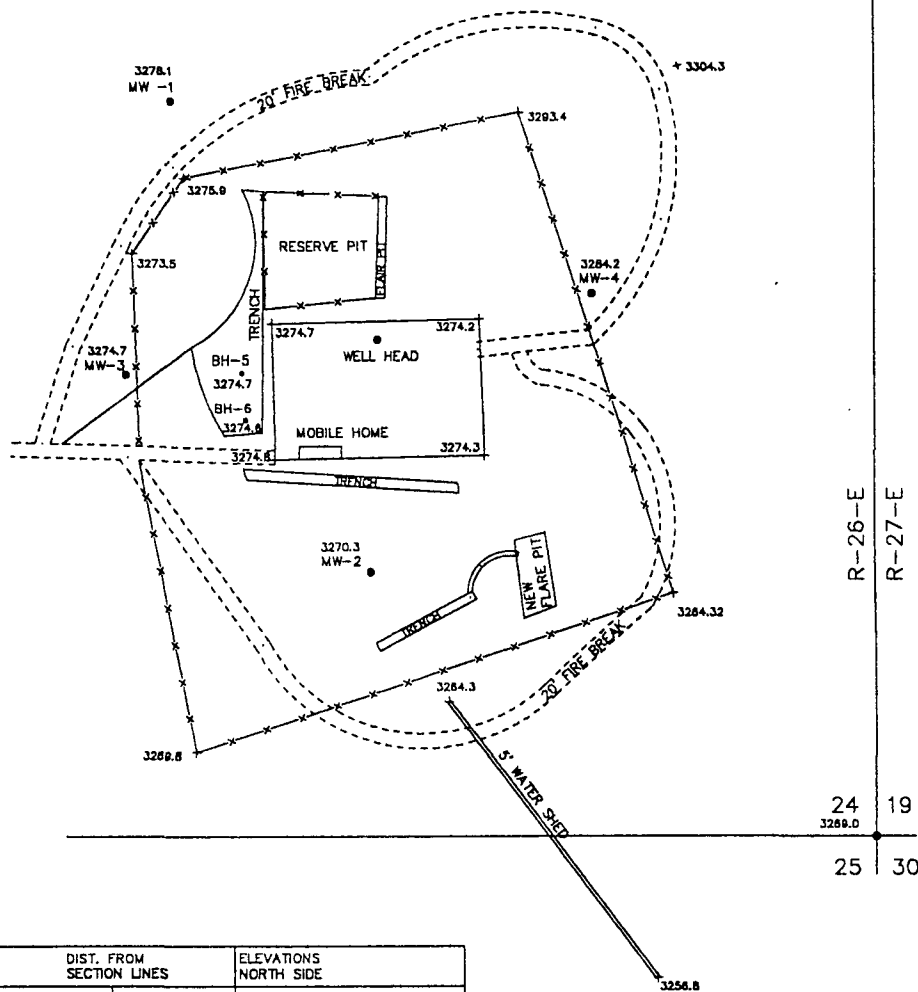 3304.3
3278.1
MW -1
20' FIRE BREAK
3293.4
3275.9
RESERVE PIT
FLAIR PIT
3273.5
3284.2
MW-4
TRENCH
3274.7
3274.2
WELL HEAD
3274.7
MW-3
BH-5
3274.7
BH-6
3274.6
MOBILE HOME
3274.3
TRENCH
R-26-E
R-27-E
3270.3
MW-2
NEW
FLARE PIT
TRENCH
3284.32
20' FIRE BREAK
3264.3
3269.6
5' WATER SHED
24
19
3269.0
25
30
DIST. FROM
SECTION LINES
ELEVATIONS
NORTH SIDE
3256.8